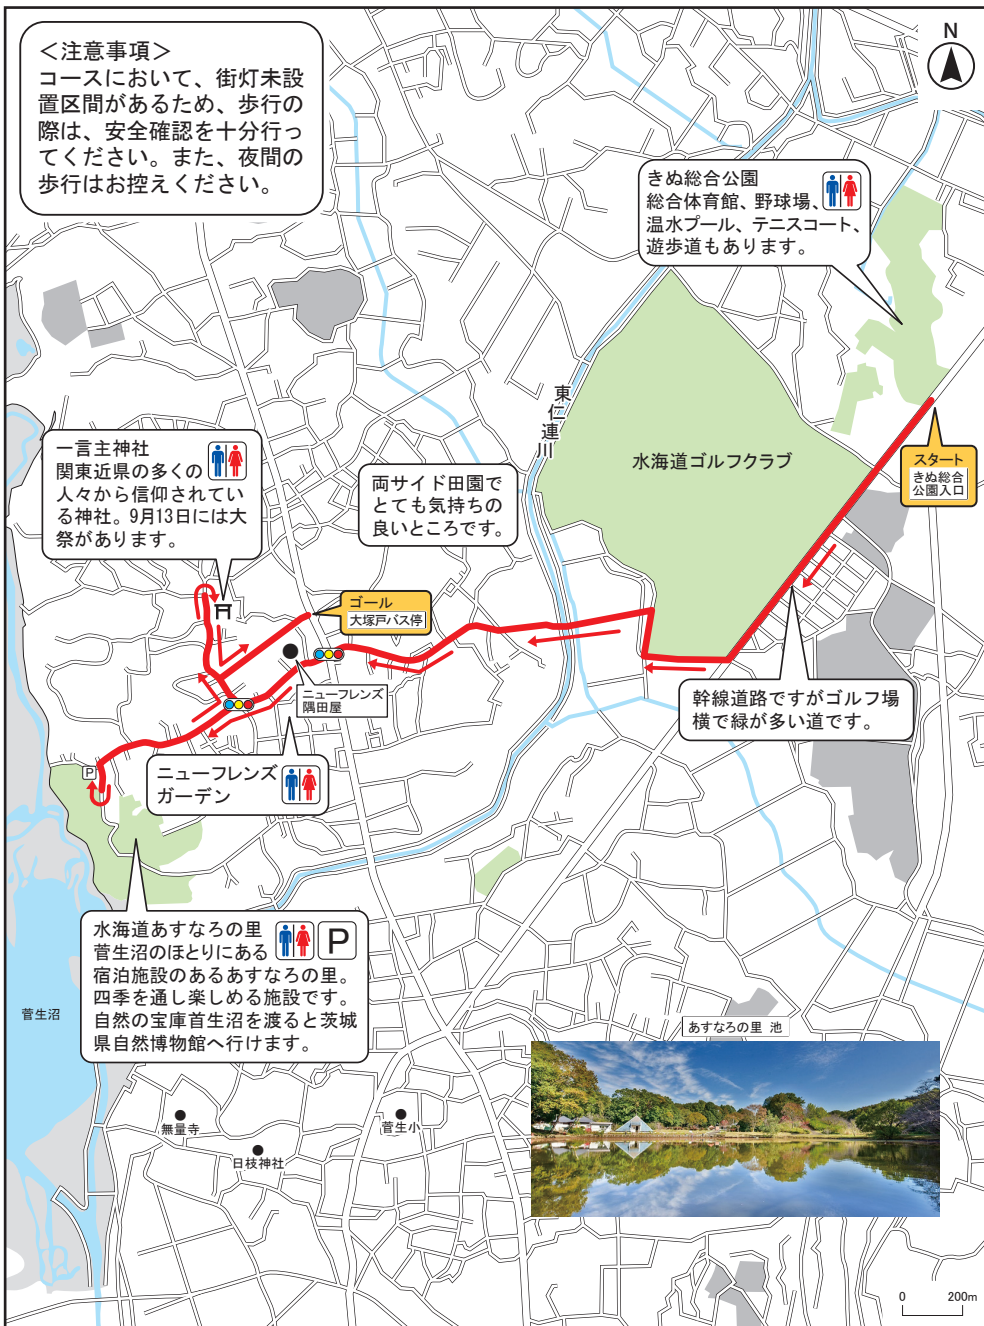 ＜注意事項＞
コースにおいて、街灯未設
置区間があるため、歩行の
際は、安全確認を十分行っ
てください。また、夜間の
歩行はお控えください。
N
きぬ総合公園
総合体育館、野球場、
温水プール、テニスコート、
遊歩道もあります。
東仁連川
水海道ゴルフクラブ
スタート
きぬ総合
公園入口
一言主神社
関東近県の多くの
人々から信仰されてい
る神社。9月13日には大
祭があります。
両サイド田園で
とても気持ちの
良いところです。
ゴール
大塚戸バス停
ニューフレンズ
隅田屋
幹線道路ですがゴルフ場
横で緑が多い道です。
P
ニューフレンズ
ガーデン
水海道あすなろの里
P
菅生沼のほとりにある
宿泊施設のあるあすなろの里。
四季を通し楽しめる施設です。
自然の宝庫首生沼を渡ると茨城
県自然博物館へ行けます。
菅生沼
あすなろの里 池
無量寺
菅生小
日枝神社
0 200m